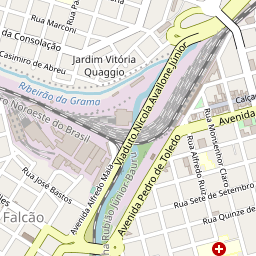 Rua Paraíba
Rua Marconi
da Consolação
Casimiro de Abreu
Jardim Vitória
Quaggio
Ribeirão da Grama
Noroeste do Brasil
Viaduto Nicola Avallone Júnior
Calça
Avenida
Rua Monsenhor Claro
Rua Alfredo Ruiz
Rua José Bastos
Avenida Alfredo Maia
Falcão
Avenida Pedro de Toledo
Rua Sete de Setembro
Rua Quinze de